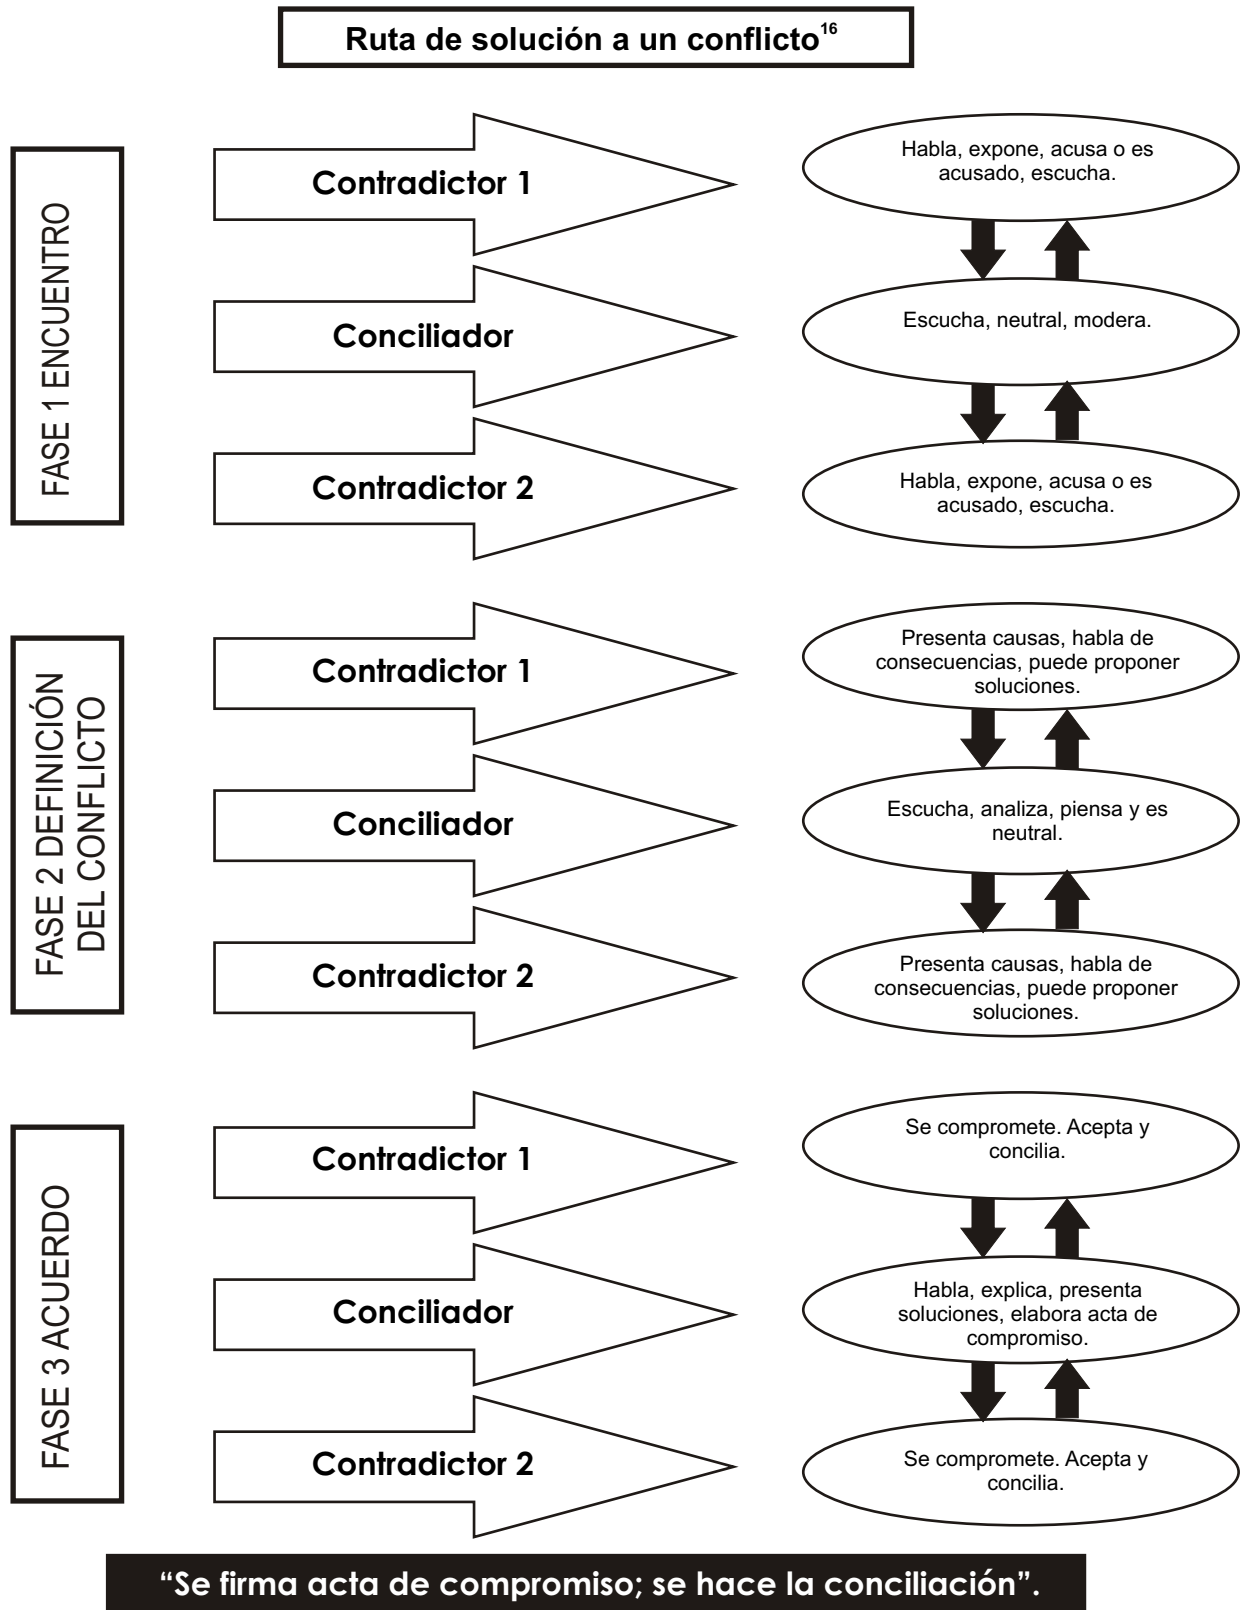 Ruta de solución a un conflicto16
FASE 1 ENCUENTRO
Contradictor 1
Habla, expone, acusa o es
acusado, escucha.
Conciliador
Escucha, neutral, modera.
Contradictor 2
Habla, expone, acusa o es
acusado, escucha.
FASE 2 DEFINICIÓN
DEL CONFLICTO
Contradictor 1
Presenta causas, habla de
consecuencias, puede proponer
soluciones.
Conciliador
Escucha, analiza, piensa y es
neutral.
Contradictor 2
Presenta causas, habla de
consecuencias, puede proponer
soluciones.
FASE 3 ACUERDO
Contradictor 1
Se compromete. Acepta y
concilia.
Conciliador
Habla, explica, presenta
soluciones, elabora acta de
compromiso.
Contradictor 2
Se compromete. Acepta y
concilia.
“Se firma acta de compromiso; se hace la conciliación”.